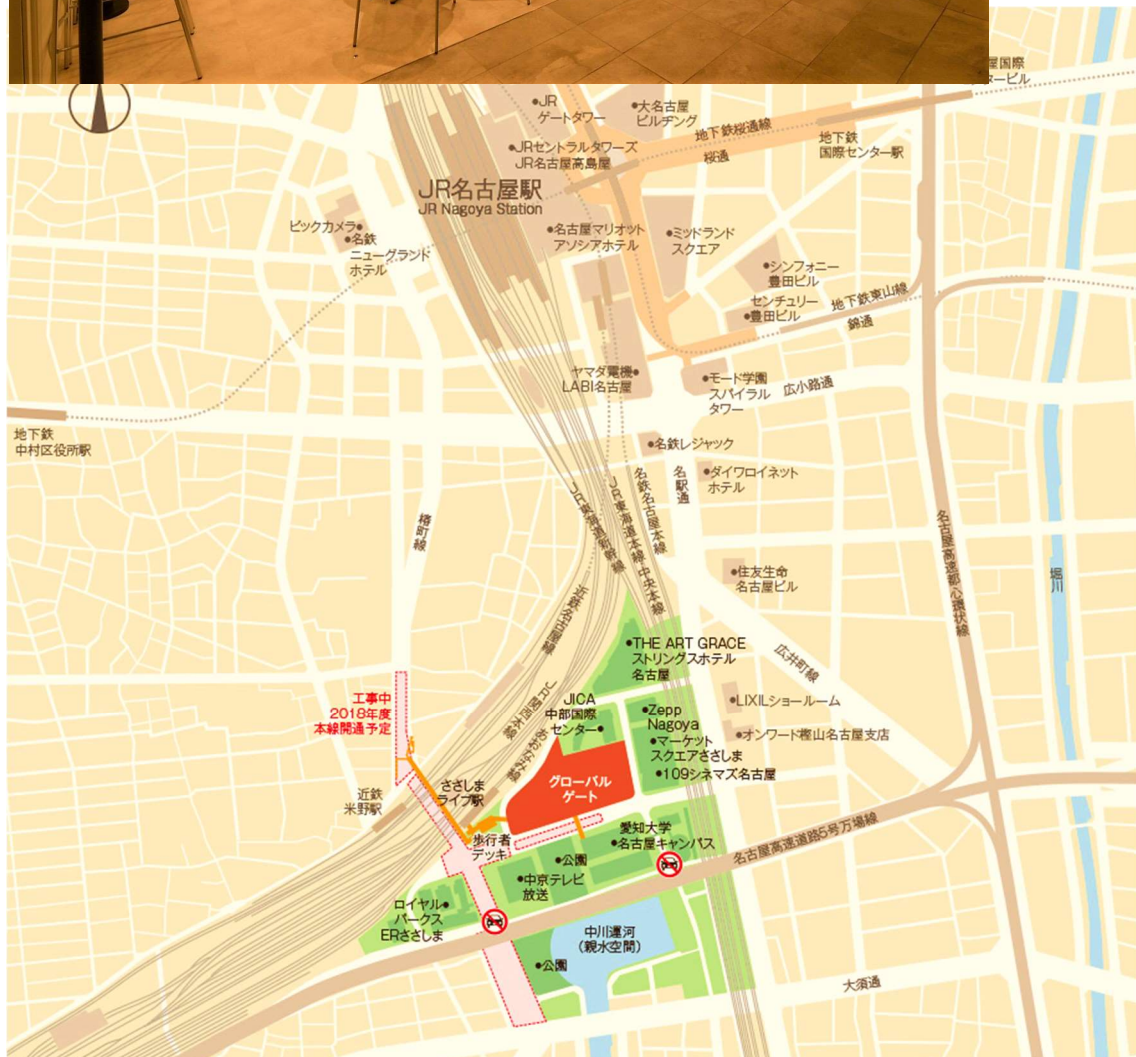 屋国際
ービル
●JR
ゲートタワー
●大名古屋
ビルヂング
地下鉄桜通線
桜通
地下鉄
国際センター駅
●JRセントラルタワーズ
JR名古屋高島屋
JR名古屋駅
JR Nagoya Station
ビックカメラ●
●名鉄
ニューグランド
ホテル
●名古屋マリオット
アソシアホテル
●ミッドランド
スクエア
●シンフォニー
豊田ビル
センチュリー
●豊田ビル
地下鉄東山線
錦通
ヤマダ電機●
LABI名古屋
●モード学園
スパイラル
タワー
広小路通
地下鉄
中村区役所駅
●名鉄レジャック
●ダイワロイネット
ホテル
名駅通
名鉄名古屋本線
JR東海道本線・中央本線
JR東海道新幹線
椿町線
名古屋高速都心環状線
堀川
●住友生命
名古屋ビル
近鉄名古屋線
●THE ART GRACE
ストリングスホテル
名古屋
広井町線
工事中
2018年度
本線開通予定
JR関西本線
あおなみ線
JICA
中部国際
センター●
●Zepp
Nagoya
●マーケット
スクエアささしま
●109シネマズ名古屋
●LIXILショールーム
●オンワード樫山名古屋支店
グローバル
ゲート
ささしま
ライブ駅
近鉄
米野駅
歩行者
デッキ
愛知大学
●名古屋キャンパス
名古屋高速道路5号万場線
●公園
●中京テレビ
放送
ロイヤル●
パークス
ERささしま
中川運河
(親水空間)
●公園
大須通